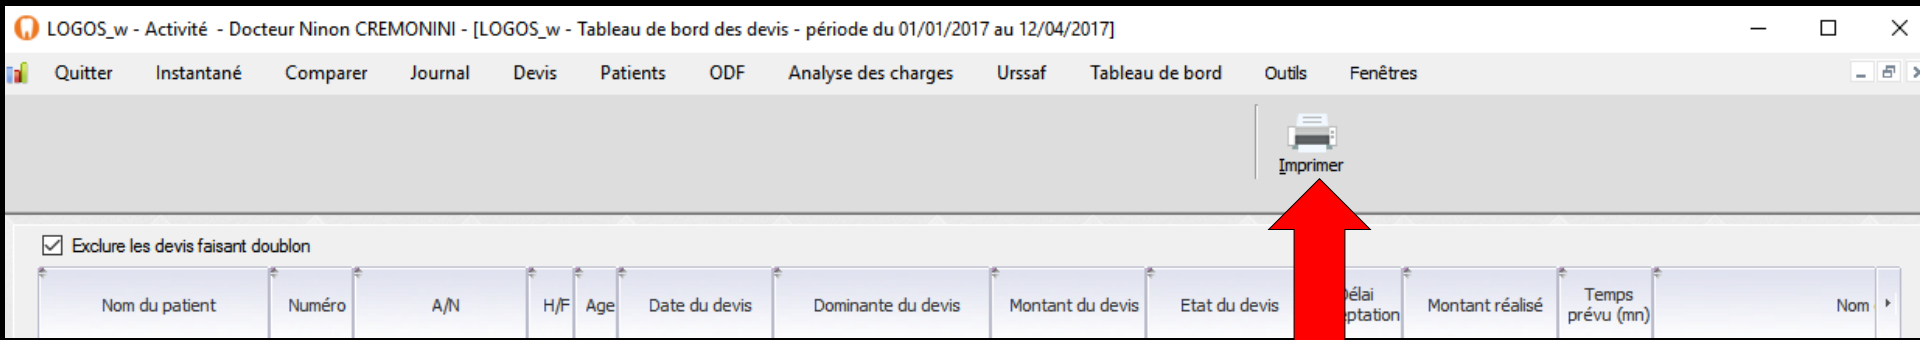 LOGOS_w - Activité - Docteur Ninon CREMONINI - [LOGOS_w - Tableau de bord des devis - période du 01/01/2017 au 12/04/2017]
Quitter Instantané Comparer Journal Devis Patients ODF Analyse des charges Urssaf Tableau de bord Outils Fenêtres
Imprimer
Exclure les devis faisant doublon
Nom du patient Numéro A/N H/F Age Date du devis Dominante du devis Montant du devis Etat du devis Montant réalisé Temps prévu (mn) Nom